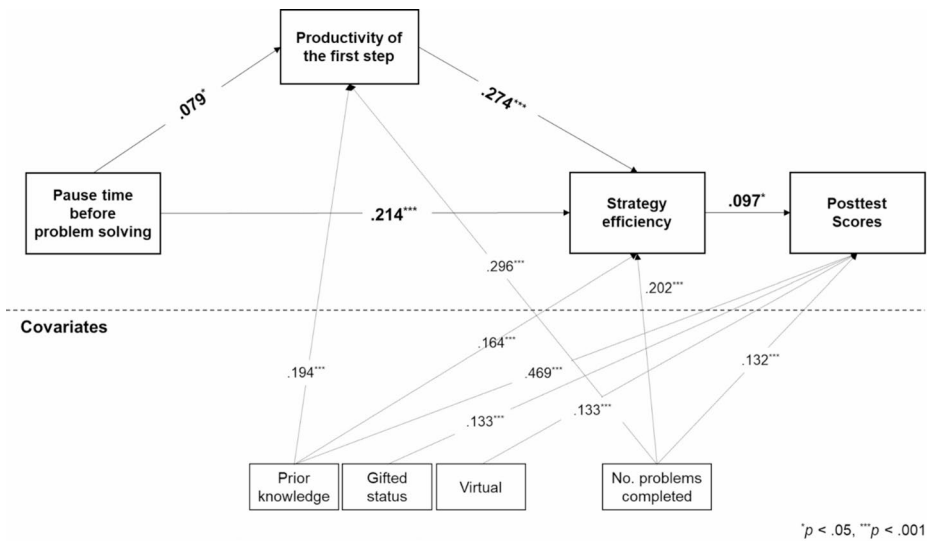 Productivity of
the first step
.079*
.274***
Pause time
before
problem solving
.214***
Strategy
efficiency
.097*
Posttest
Scores
.296***
.202***
Covariates
.164***
.194***
.469***
.132***
.133***
.133***
Prior
knowledge
Gifted
status
Virtual
No. problems
completed
*p < .05, ***p < .001